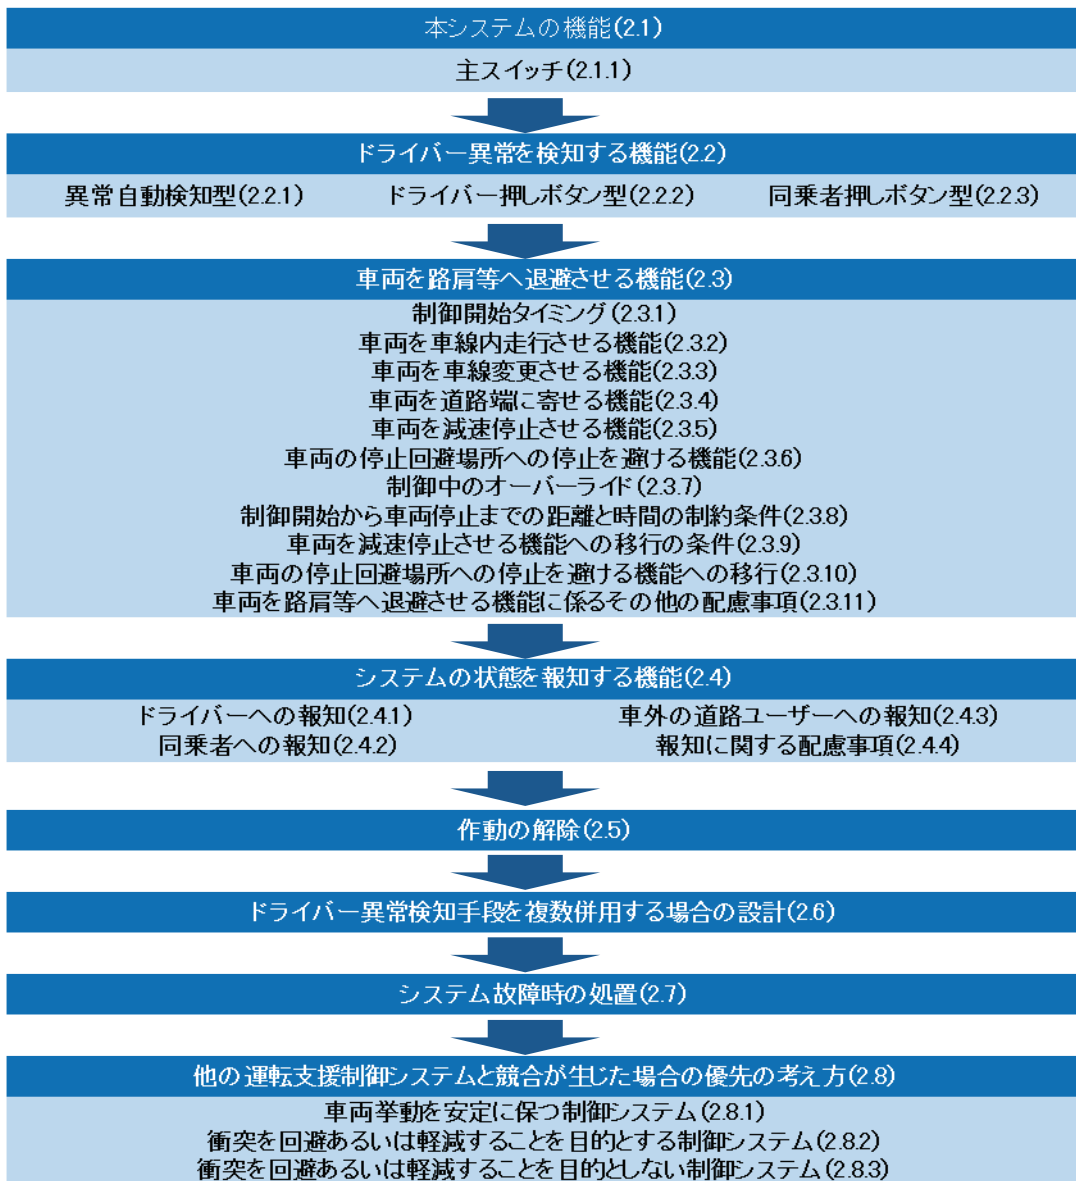 本システムの機能(2.1)
主スイッチ(2.1.1)
ドライバー異常を検知する機能(2.2)
異常自動検知型(2.2.1) ドライバー押しボタン型(2.2.2) 同乗者押しボタン型(2.2.3)
車両を路肩等へ退避させる機能(2.3)
制御開始タイミング(2.3.1)
車両を車線内走行させる機能(2.3.2)
車両を車線変更させる機能(2.3.3)
車両を道路端に寄せる機能(2.3.4)
車両を減速停止させる機能(2.3.5)
車両の停止回避場所への停止を避ける機能(2.3.6)
制御中のオーバーライド(2.3.7)
制御開始から車両停止までの距離と時間の制約条件(2.3.8)
車両を減速停止させる機能への移行の条件(2.3.9)
車両の停止回避場所への停止を避ける機能への移行(2.3.10)
車両を路肩等へ退避させる機能に係るその他の配慮事項(2.3.11)
システムの状態を報知する機能(2.4)
ドライバーへの報知(2.4.1) 車外の道路ユーザーへの報知(2.4.3)
同乗者への報知(2.4.2) 報知に関する配慮事項(2.4.4)
作動の解除(2.5)
ドライバー異常検知手段を複数併用する場合の設計(2.6)
システム故障時の処置(2.7)
他の運転支援制御システムと競合が生じた場合の優先の考え方(2.8)
車両挙動を安定に保つ制御システム(2.8.1)
衝突を回避あるいは軽減することを目的とする制御システム(2.8.2)
衝突を回避あるいは軽減することを目的としない制御システム(2.8.3)